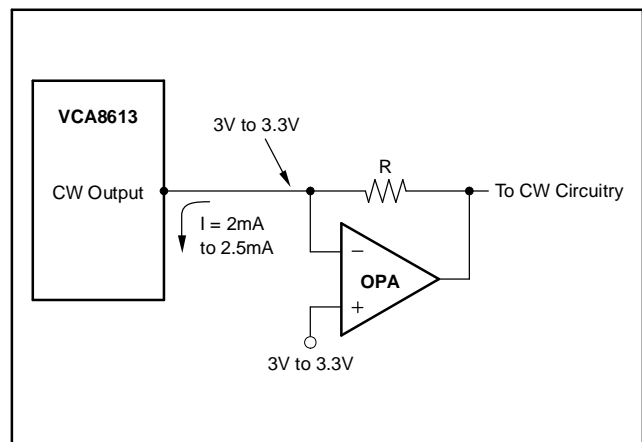 VCA8613
3V to 3.3V
R
CW Output
To CW Circuitry
I = 2mA
to 2.5mA
−
OPA
+
3V to 3.3V